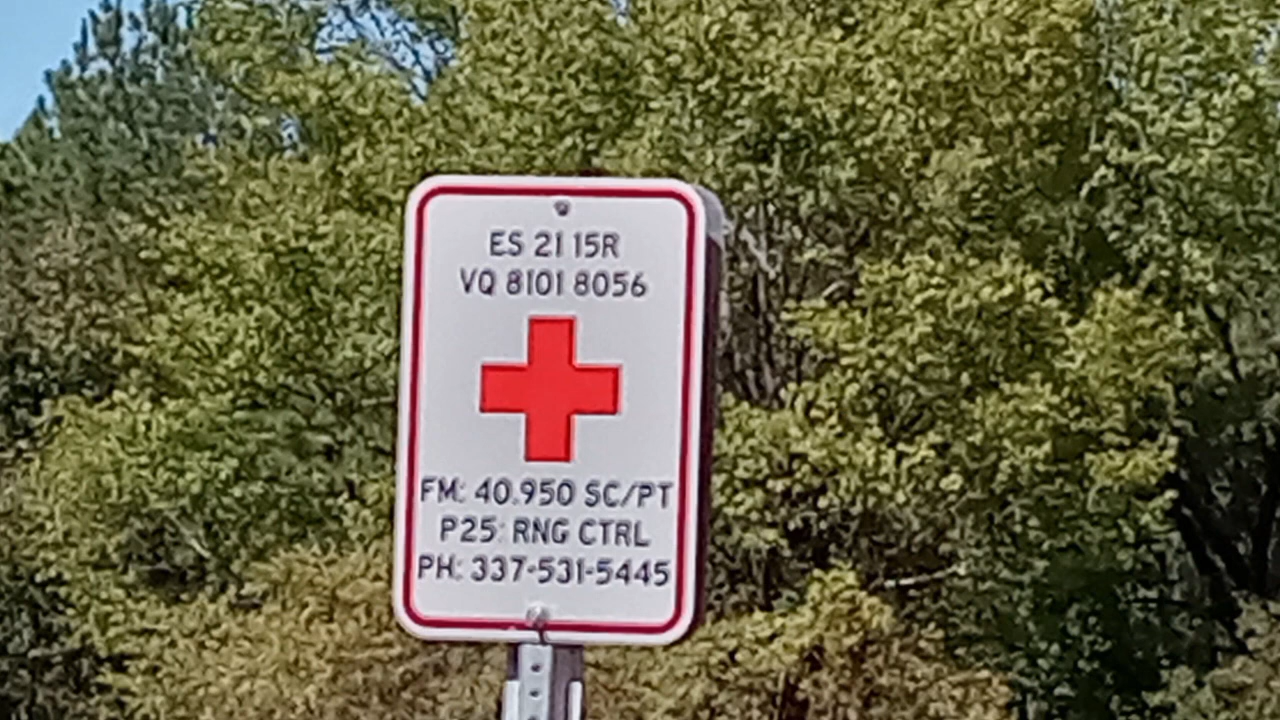 ES 21 15R
VQ 8101 8056
FM: 40.950 SC/PT
P25: RNG CTRL
PH: 337-531-5445